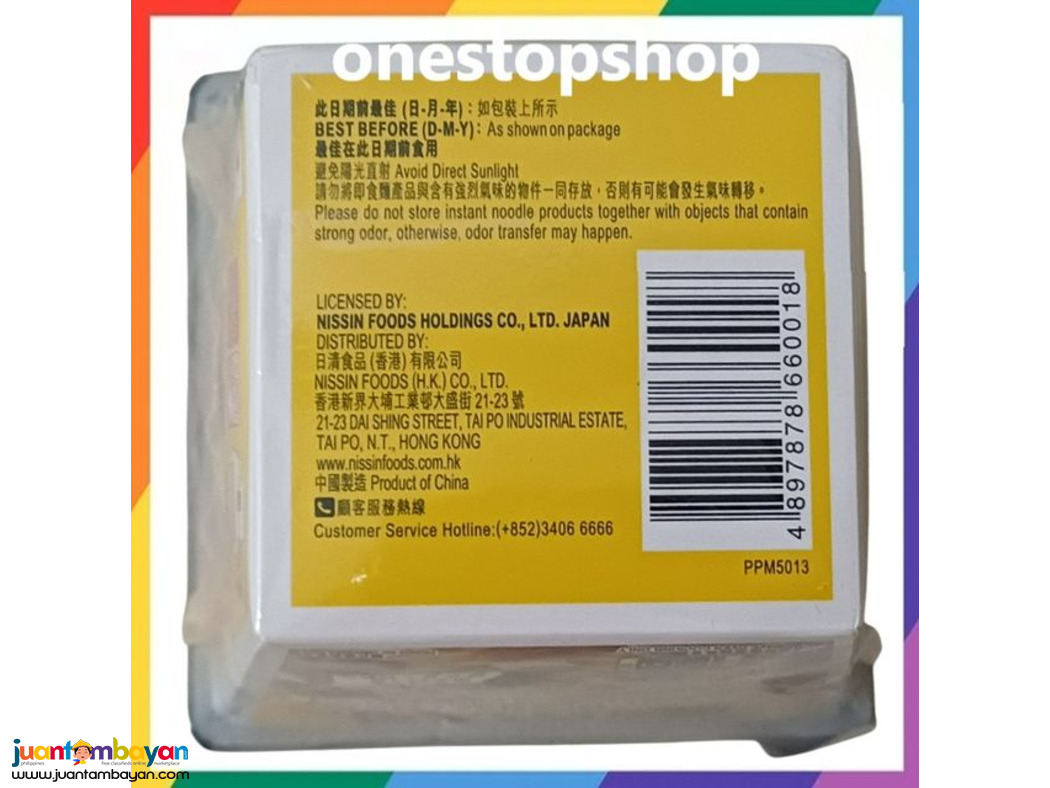 onestopshop
此日期前最佳 (日-月-年)：如包裝上所示
BEST BEFORE (D-M-Y): As shown on package
最佳在此日期前食用
避免陽光直射 Avoid Direct Sunlight
請勿將即食麵產品與含有強烈氣味的物件一同存放，否則有可能會發生氣味轉移。
Please do not store instant noodle products together with objects that contain
strong odor, otherwise, odor transfer may happen.
LICENSED BY:
NISSIN FOODS HOLDINGS CO., LTD. JAPAN
DISTRIBUTED BY:
日清食品 (香港) 有限公司
NISSIN FOODS (H.K.) CO., LTD.
香港新界大埔工業邨大盛街 21-23 號
21-23 DAI SHING STREET, TAI PO INDUSTRIAL ESTATE,
TAI PO, N.T., HONG KONG
www.nissinfoods.com.hk
中國製造 Product of China
顧客服務熱線
Customer Service Hotline:(+852)3406 6666
4 897878 660018
PPM5013
juantambayan
www.juantambayan.com